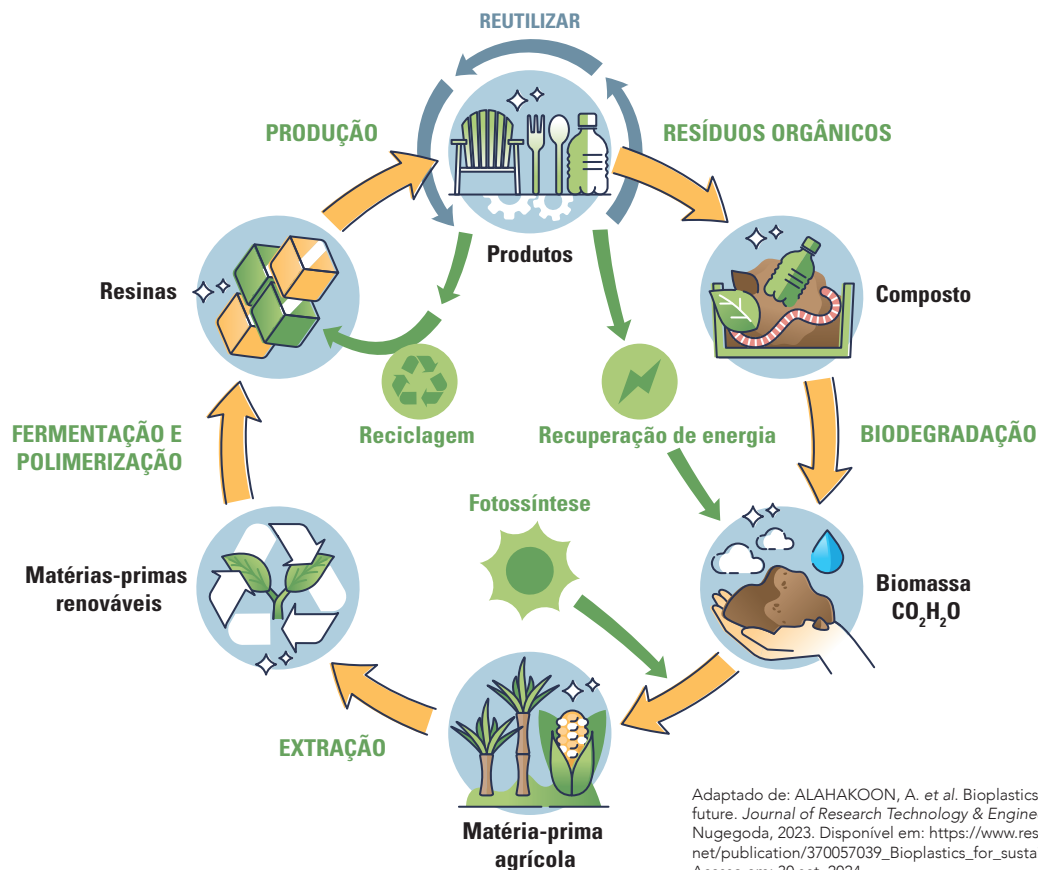 REUTILIZAR
PRODUÇÃO
RESÍDUOS ORGÂNICOS
Produtos
Resinas
Composto
Reciclagem
Recuperação de energia
FERMENTAÇÃO E
POLIMERIZAÇÃO
BIODEGRADAÇÃO
Fotossíntese
Matérias-primas
renováveis
Biomassa
CO₂H₂O
EXTRAÇÃO
Matéria-prima
agrícola
Adaptado de: ALAHAKOON, A. et al. Bioplastics
future. Journal of Research Technology & Engine
Nugegoda, 2023. Disponível em: https://www.res
net/publication/370057039_Bioplastics_for_susta